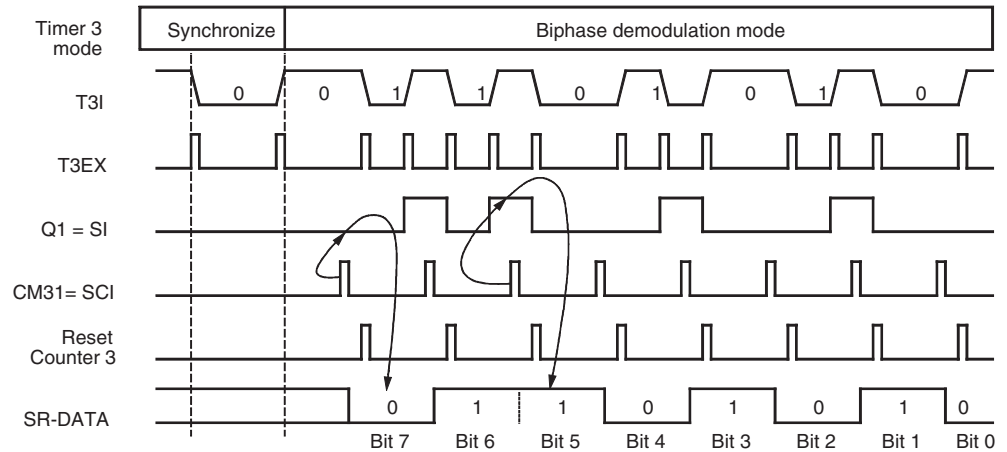 Timer 3
mode
Synchronize
Biphase demodulation mode
T3I
0 0 1 1 0 1 0 1 0
T3EX
Q1 = SI
CM31= SCI
Reset
Counter 3
SR-DATA
0 1 1 0 1 0 1 0
Bit 7 Bit 6 Bit 5 Bit 4 Bit 3 Bit 2 Bit 1 Bit 0